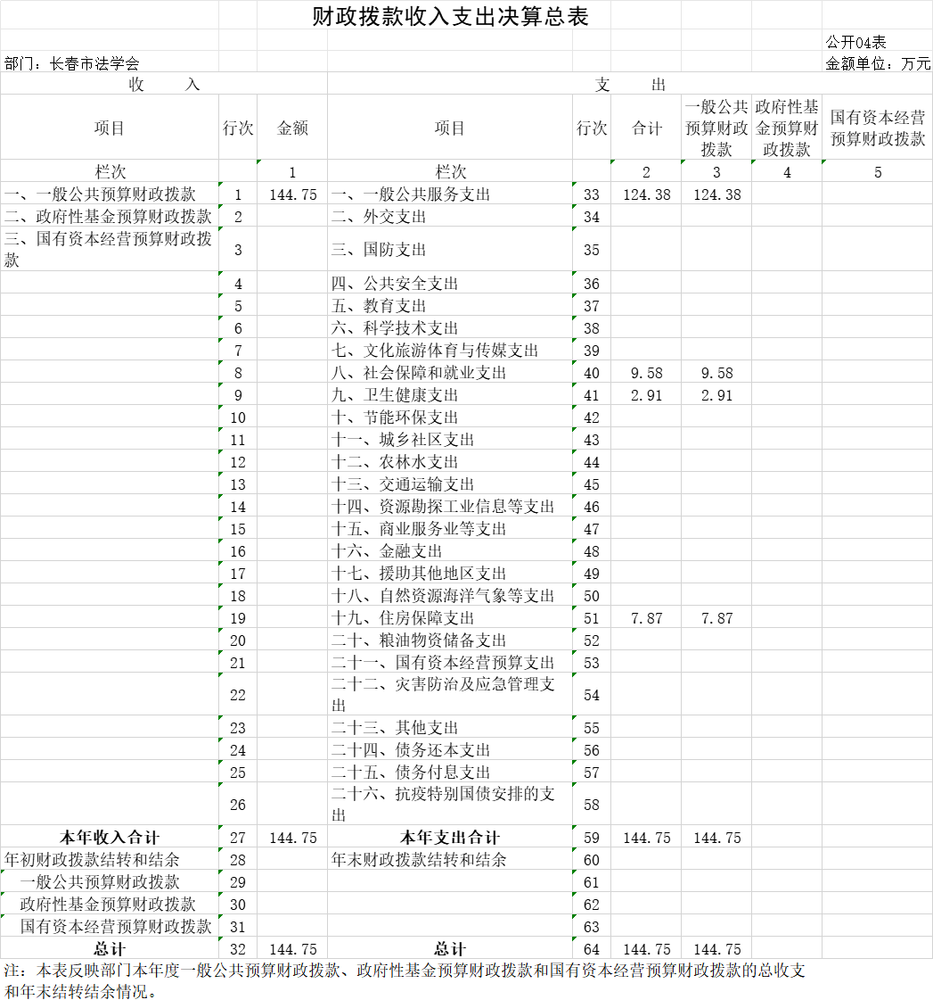 财政拨款收入支出决算总表
公开04表
部门：长春市法学会 金额单位：万元
收 入 支 出
项目 行次 金额 项目 行次 合计 一般公共预算财政拨款 政府性基金预算财政拨款 国有资本经营预算财政拨款
栏次 1 栏次 2 3 4 5
一、一般公共预算财政拨款 1 144.75 一、一般公共服务支出 33 124.38 124.38
二、政府性基金预算财政拨款 2 二、外交支出 34
三、国有资本经营预算财政拨款 3 三、国防支出 35
4 四、公共安全支出 36
5 五、教育支出 37
6 六、科学技术支出 38
7 七、文化旅游体育与传媒支出 39
8 八、社会保障和就业支出 40 9.58 9.58
9 九、卫生健康支出 41 2.91 2.91
10 十、节能环保支出 42
11 十一、城乡社区支出 43
12 十二、农林水支出 44
13 十三、交通运输支出 45
14 十四、资源勘探工业信息等支出 46
15 十五、商业服务业等支出 47
16 十六、金融支出 48
17 十七、援助其他地区支出 49
18 十八、自然资源海洋气象等支出 50
19 十九、住房保障支出 51 7.87 7.87
20 二十、粮油物资储备支出 52
21 二十一、国有资本经营预算支出 53
22 二十二、灾害防治及应急管理支出 54
23 二十三、其他支出 55
24 二十四、债务还本支出 56
25 二十五、债务付息支出 57
26 二十六、抗疫特别国债安排的支出 58
本年收入合计 27 144.75 本年支出合计 59 144.75 144.75
年初财政拨款结转和结余 28 年末财政拨款结转和结余 60
一般公共预算财政拨款 29 61
政府性基金预算财政拨款 30 62
国有资本经营预算财政拨款 31 63
总计 32 144.75 总计 64 144.75 144.75
注：本表反映部门本年度一般公共预算财政拨款、政府性基金预算财政拨款和国有资本经营预算财政拨款的总收支
和年末结转结余情况。